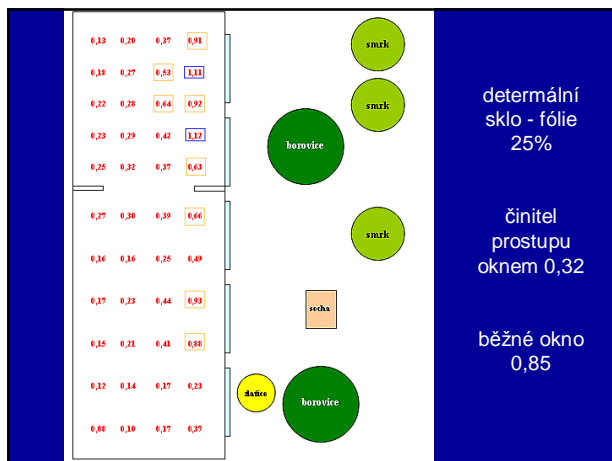 0,13 0,20 0,37 0,91
smrk
0,18 0,27 0,53 1,11
0,22 0,28 0,64 0,92
smrk
0,23 0,29 0,42 1,12
borovice
0,25 0,32 0,37 0,63
0,27 0,30 0,39 0,66
smrk
0,16 0,16 0,25 0,49
0,17 0,23 0,44 0,93
socha
0,15 0,21 0,41 0,88
0,12 0,14 0,17 0,23
zlatice
borovice
0,08 0,10 0,17 0,37
determální
sklo - fólie
25%
činitel
prostupu
oknem 0,32
běžné okno
0,85